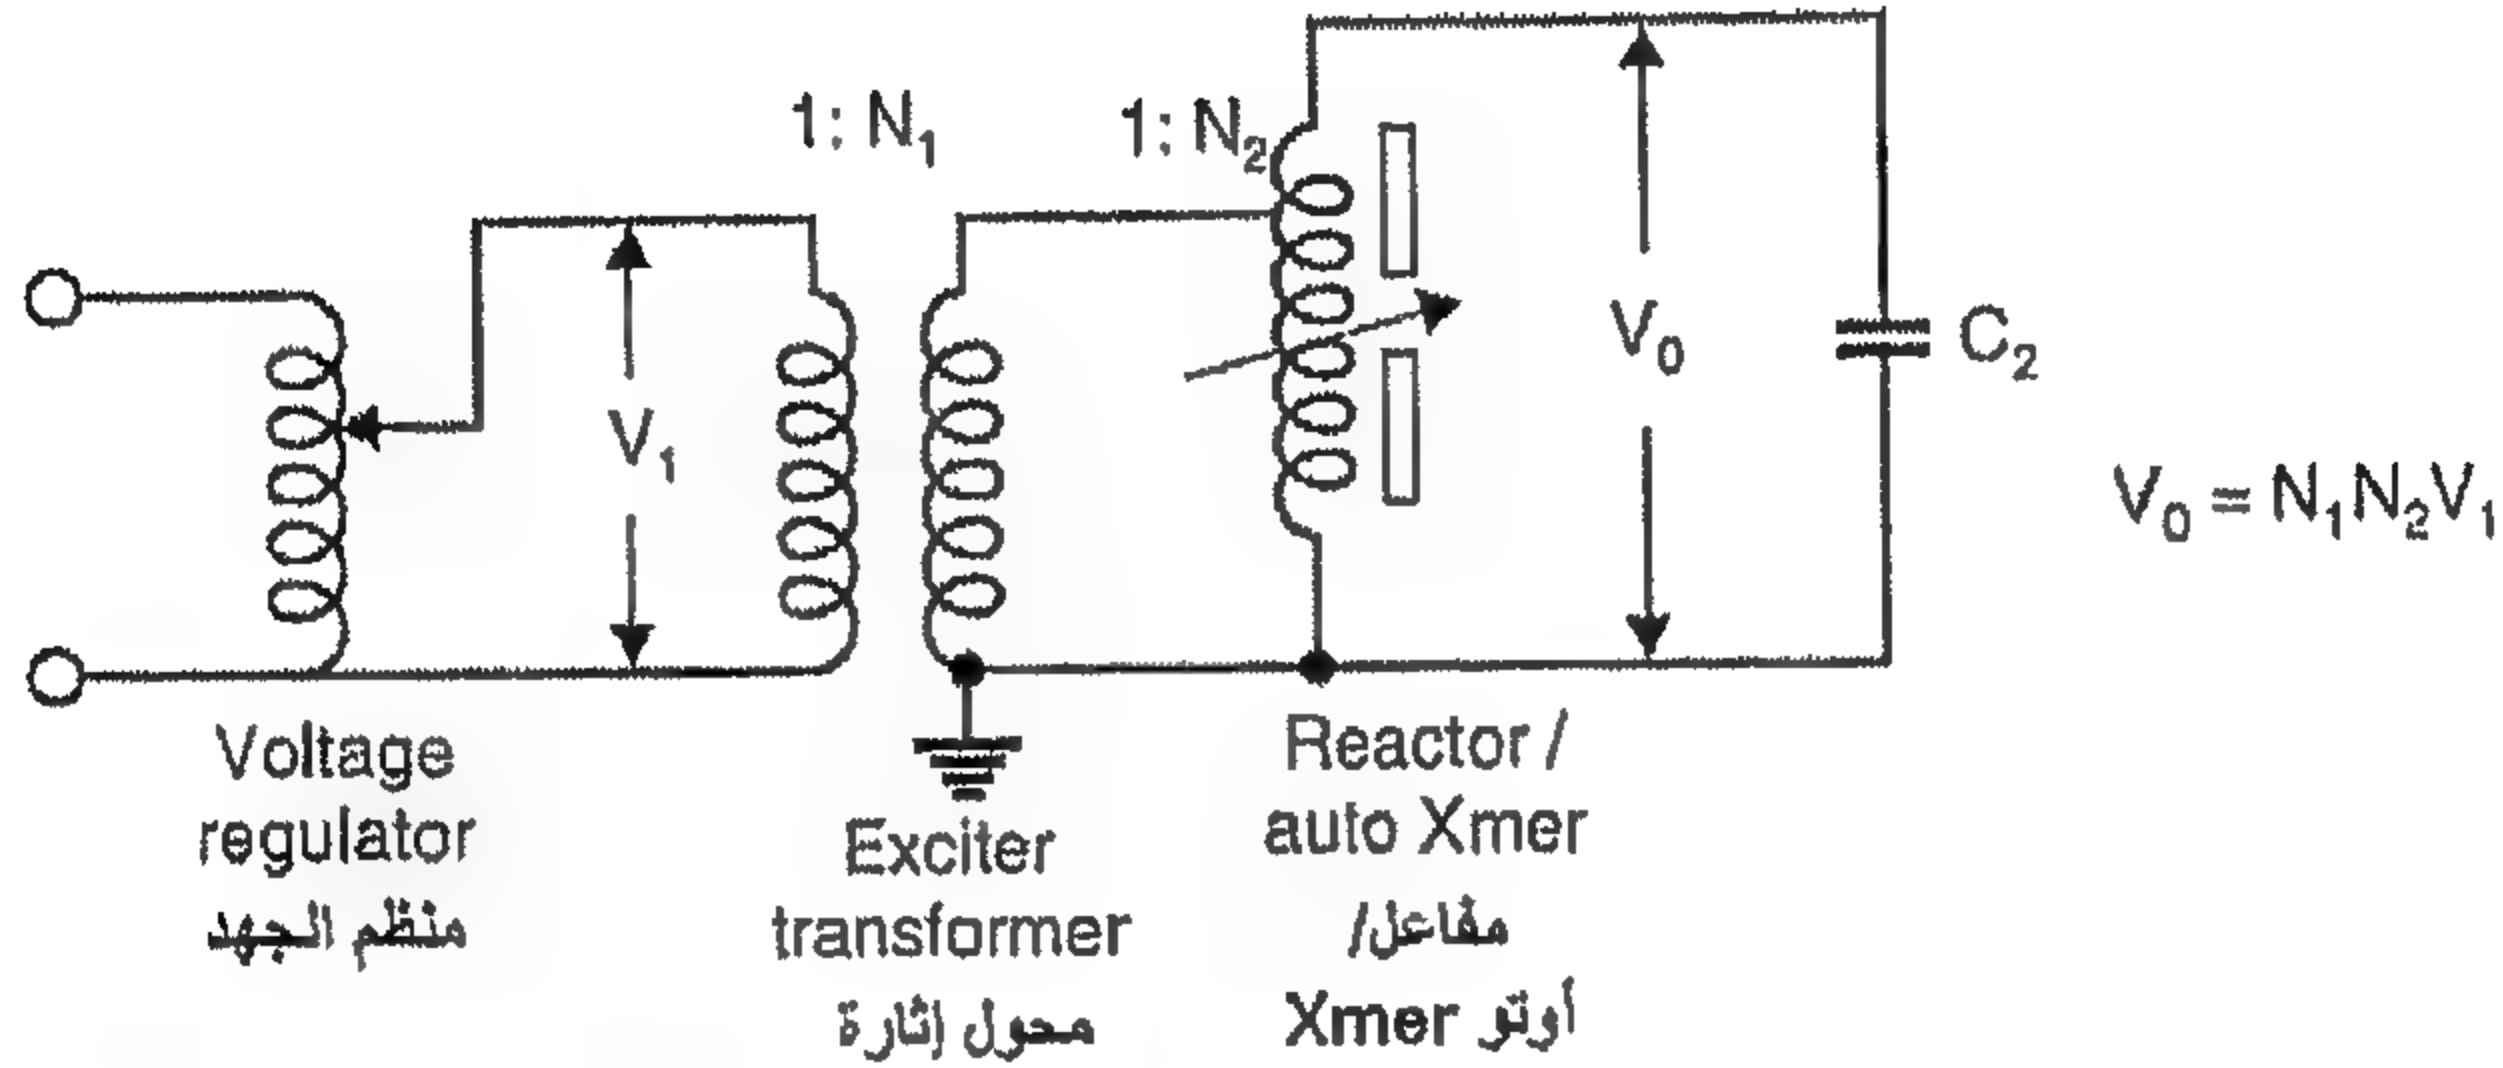 1: N₁
1: N₂
V₁
V₀
C₂
V₀ = N₁N₂V₁
Voltage
regulator
منظم الجهد
Exciter
transformer
محول إثارة
Reactor /
auto Xmer
مفاعل/
أوتو Xmer